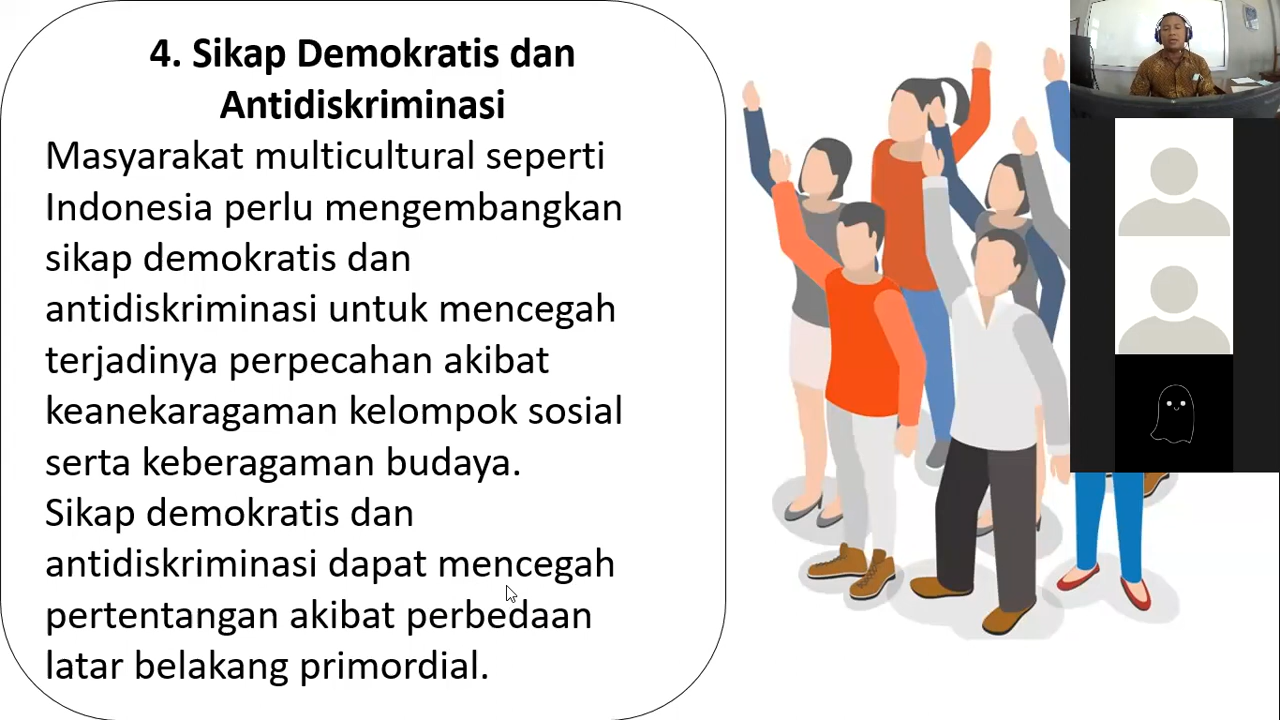 4. Sikap Demokratis dan
Antidiskriminasi
Masyarakat multicultural seperti
Indonesia perlu mengembangkan
sikap demokratis dan
antidiskriminasi untuk mencegah
terjadinya perpecahan akibat
keanekaragaman kelompok sosial
serta keberagaman budaya.
Sikap demokratis dan
antidiskriminasi dapat mencegah
pertentangan akibat perbedaan
latar belakang primordial.